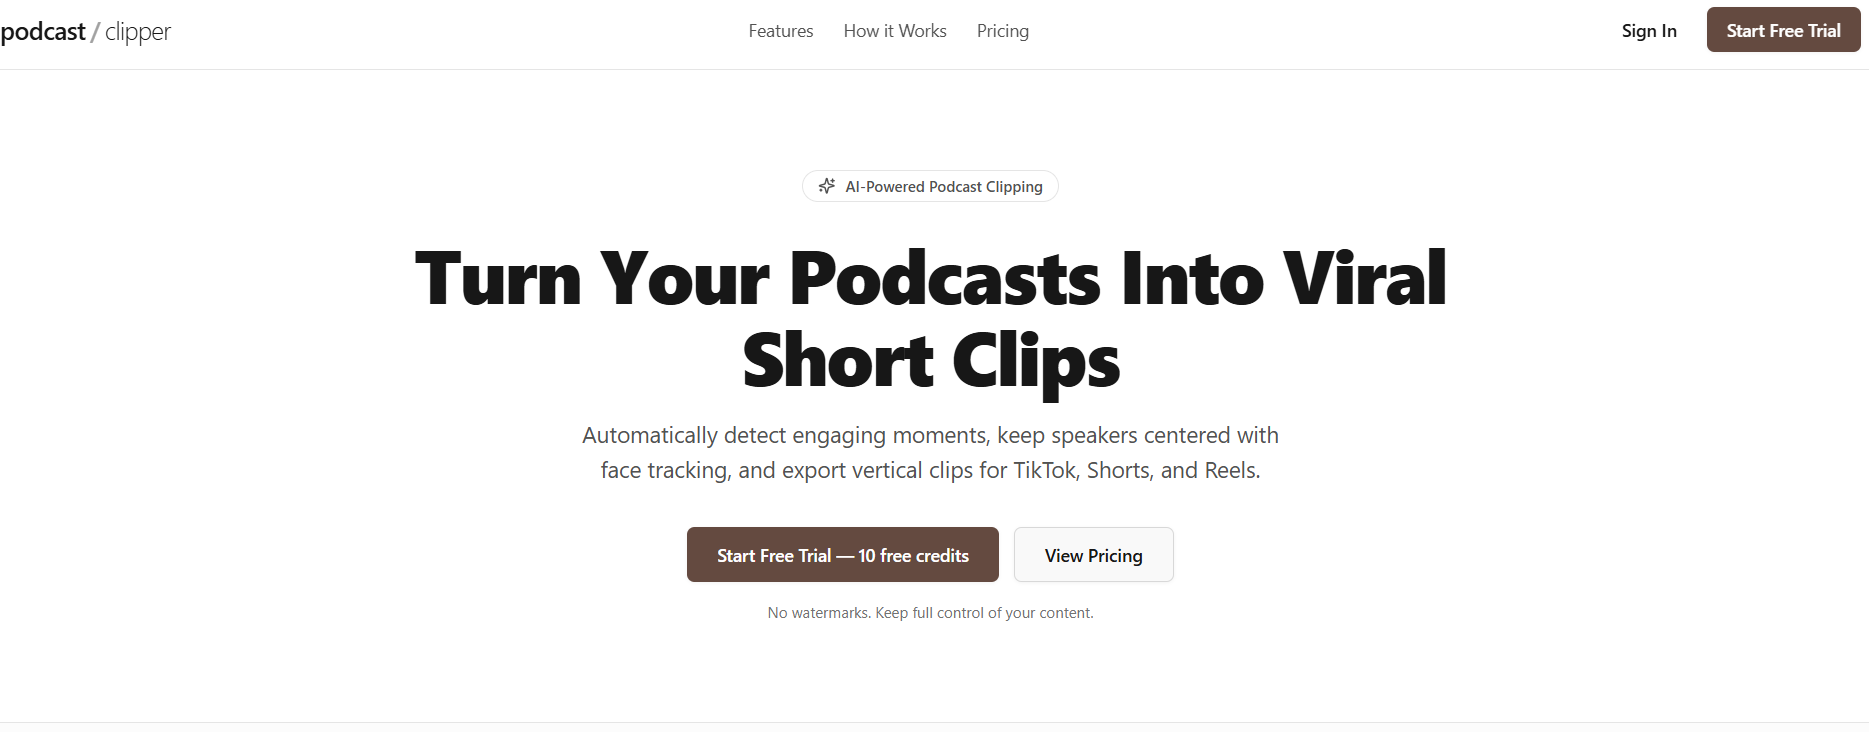 podcast / clipper
Features
How it Works
Pricing
Sign In
Start Free Trial
AI-Powered Podcast Clipping
Turn Your Podcasts Into Viral
Short Clips
Automatically detect engaging moments, keep speakers centered with
face tracking, and export vertical clips for TikTok, Shorts, and Reels.
Start Free Trial — 10 free credits
View Pricing
No watermarks. Keep full control of your content.